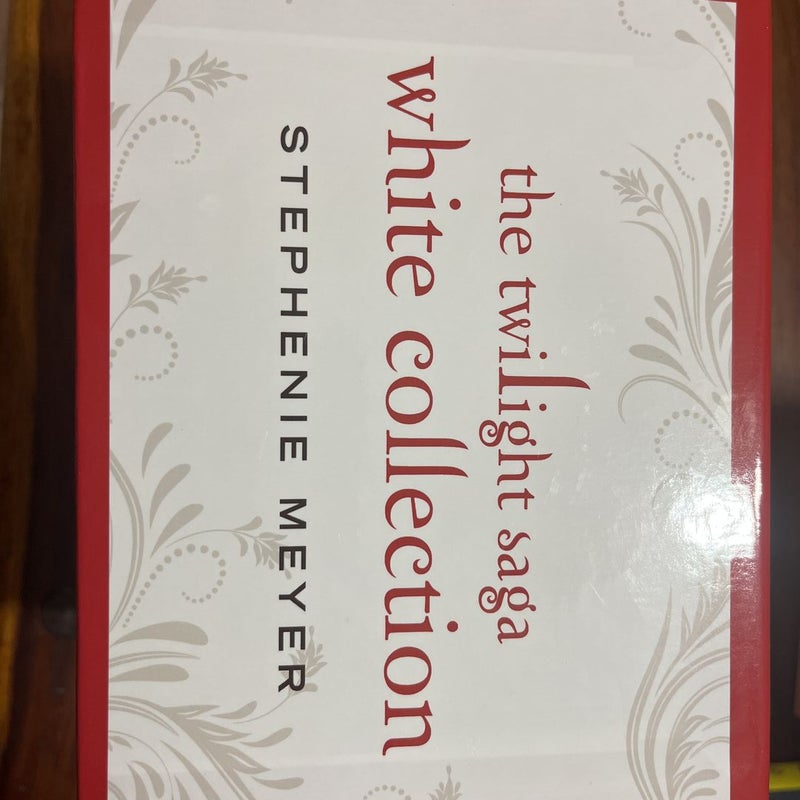 the twilight saga
white collection
STEPHENIE MEYER